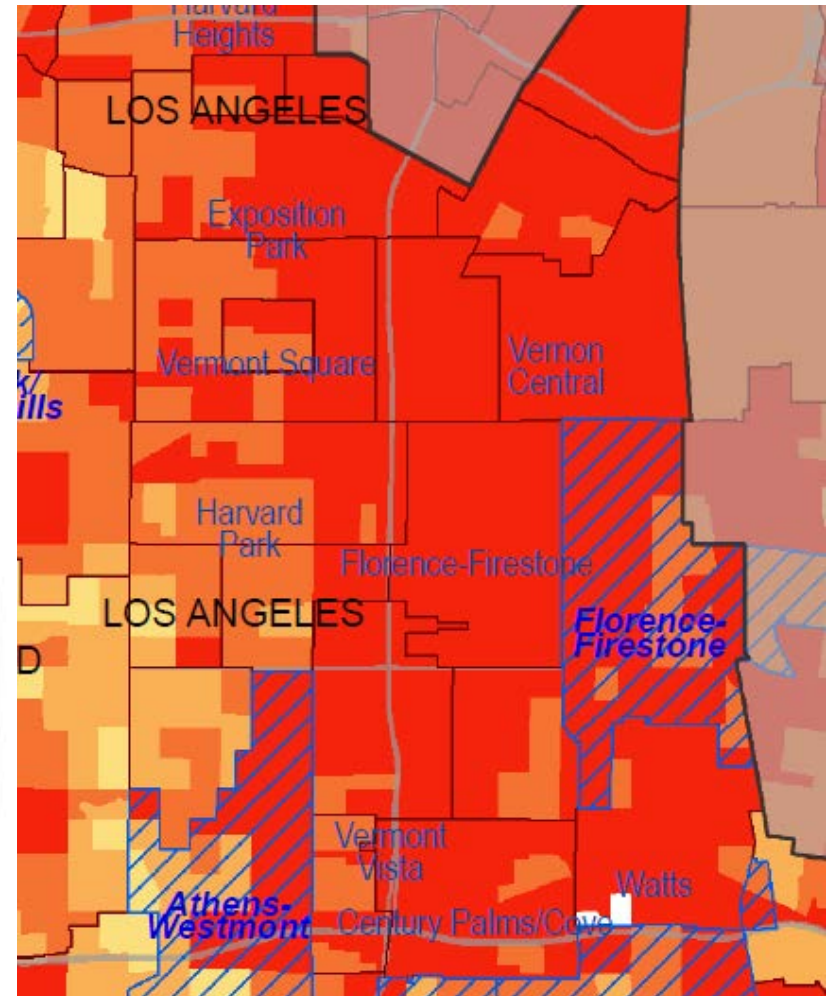 Harvard
Heights
LOS ANGELES
Exposition
Park
Vermont Square
Vernon
Central
k/
ills
Harvard
Park
Florence-Firestone
LOS ANGELES
Florence-
Firestone
D
Vermont
Vista
Watts
Athens-
Westmont
Century Palms/Cove